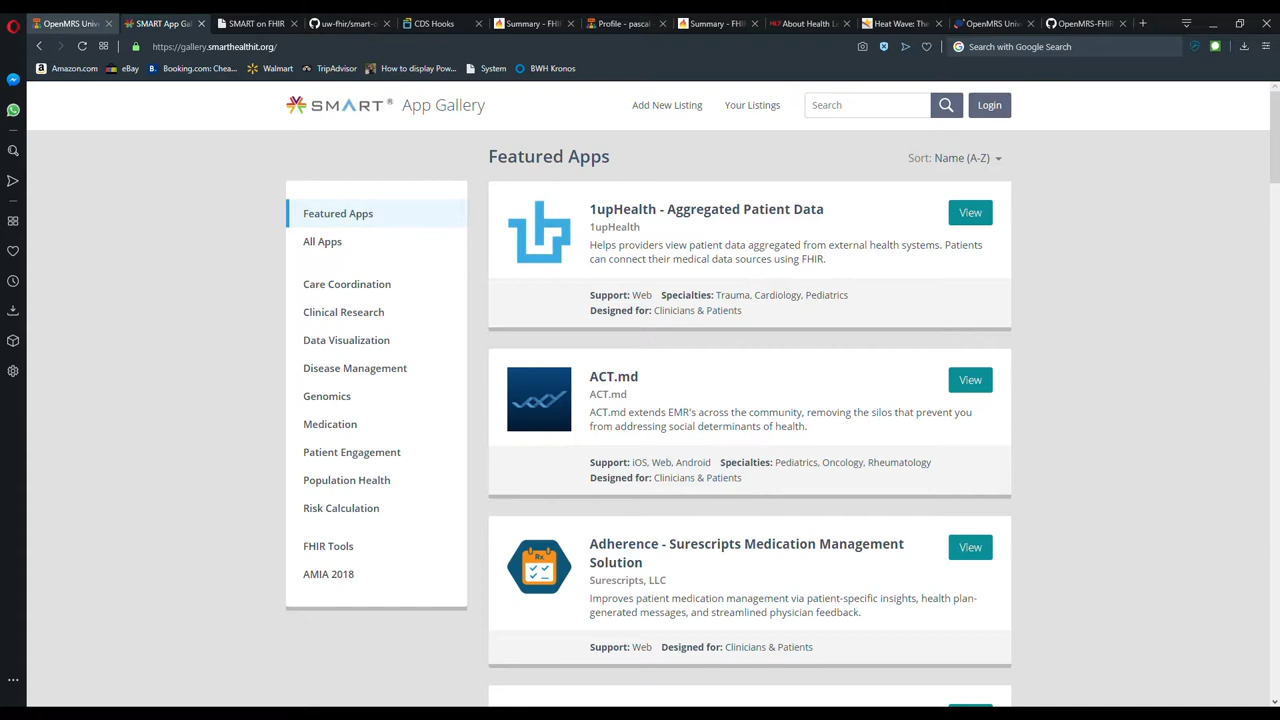 OpenMRS Unive
SMART App Gal
SMART on FHIR
uw-fhir/smart-c
CDS Hooks
Summary - FHIR
Profile - pascal
Summary - FHIR
About Health Le
Heat Wave: The
OpenMRS Unive
OpenMRS-FHIR
https://gallery.smarthealthit.org/
Search with Google Search
Amazon.com
eBay
Booking.com: Chea...
Walmart
TripAdvisor
How to display Pow...
System
BWH Kronos
SMART® App Gallery
Add New Listing
Your Listings
Search
Login
Featured Apps
Sort: Name (A-Z)
Featured Apps
All Apps
Care Coordination
Clinical Research
Data Visualization
Disease Management
Genomics
Medication
Patient Engagement
Population Health
Risk Calculation
FHIR Tools
AMIA 2018
1upHealth - Aggregated Patient Data
View
1upHealth
Helps providers view patient data aggregated from external health systems. Patients
can connect their medical data sources using FHIR.
Support: Web Specialties: Trauma, Cardiology, Pediatrics
Designed for: Clinicians & Patients
ACT.md
View
ACT.md
ACT.md extends EMR's across the community, removing the silos that prevent you
from addressing social determinants of health.
Support: iOS, Web, Android Specialties: Pediatrics, Oncology, Rheumatology
Designed for: Clinicians & Patients
Rx
Adherence - Surescripts Medication Management
Solution
View
Surescripts, LLC
Improves patient medication management via patient-specific insights, health plan-
generated messages, and streamlined physician feedback.
Support: Web Designed for: Clinicians & Patients